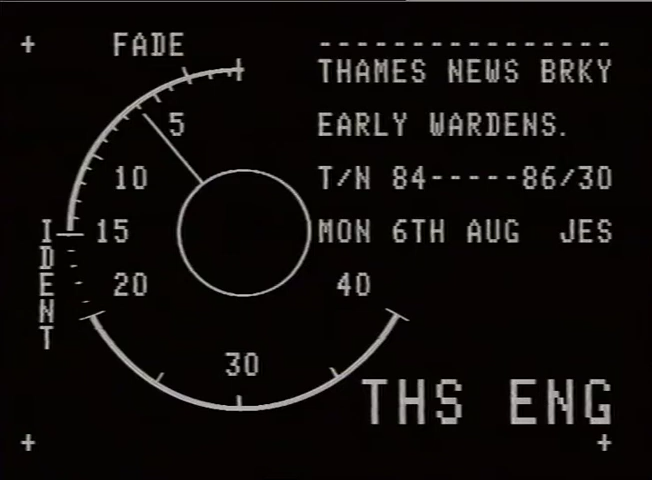 FADE
----------------
THAMES NEWS BRKY
EARLY WARDENS.
T/N 84-----86/30
MON 6TH AUG  JES
5
10
15
20
30
40
IDENT
THS ENG